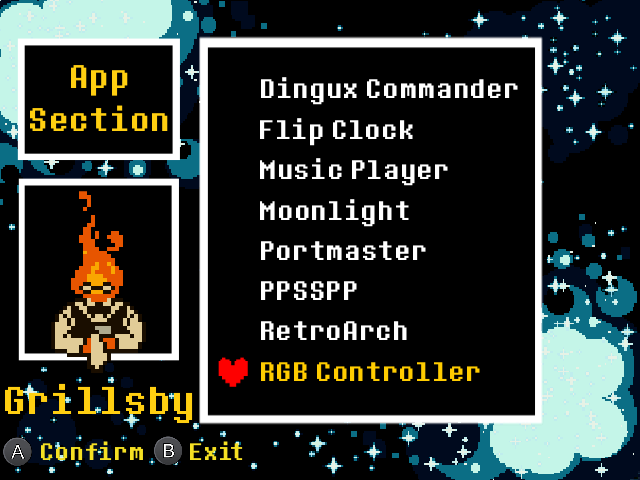 App
Section
Dingux Commander
Flip Clock
Music Player
Moonlight
Portmaster
PPSSPP
RetroArch
RGB Controller
Grillsby
A Confirm B Exit